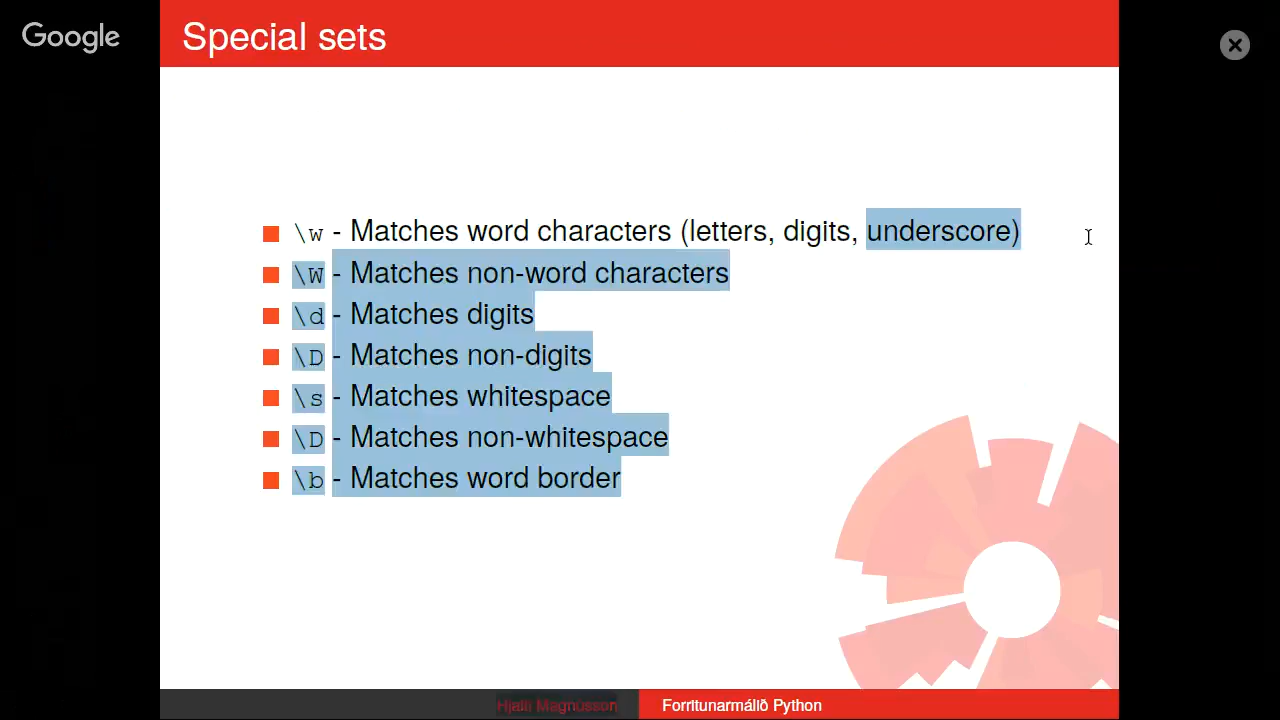 Google
Special sets
\w - Matches word characters (letters, digits, underscore)
\W - Matches non-word characters
\d - Matches digits
\D - Matches non-digits
\s - Matches whitespace
\D - Matches non-whitespace
\b - Matches word border
Hjalti Magnússon
Forritunarmálið Python